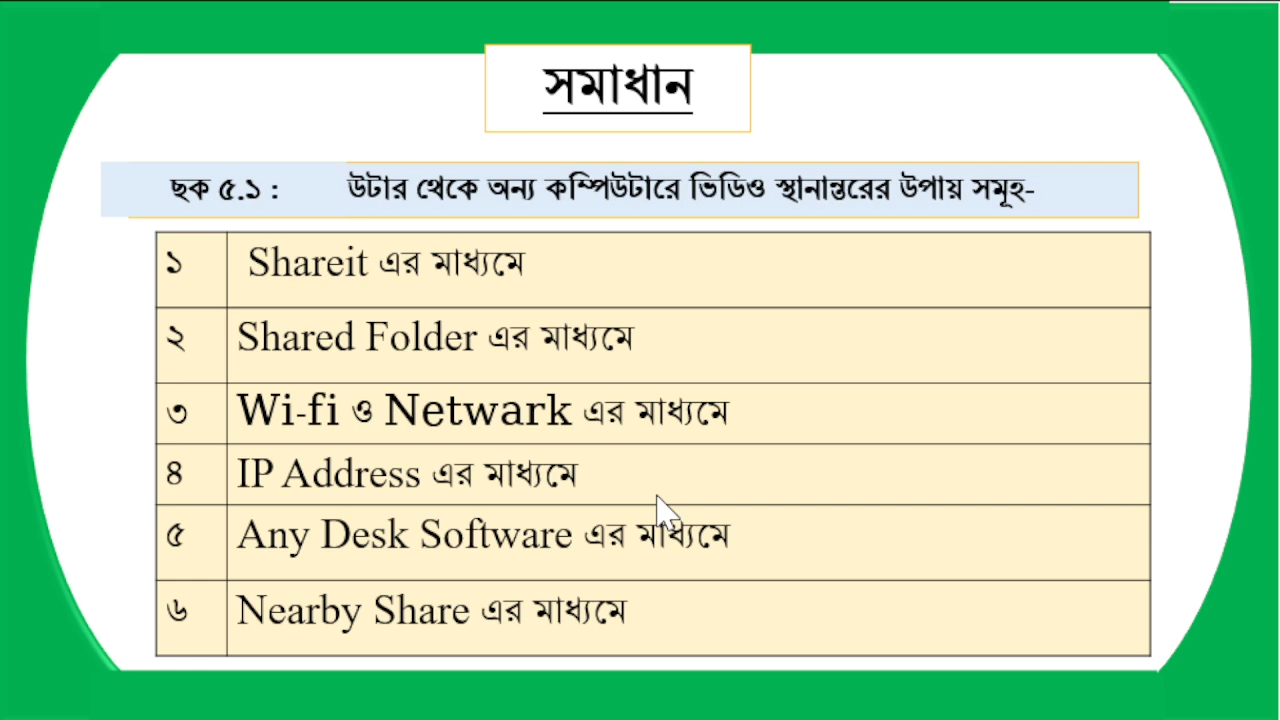 সমাধান
ছক ৫.১ : উটার থেকে অন্য কম্পিউটারে ভিডিও স্থানান্তরের উপায় সমূহ-
১ Shareit এর মাধ্যমে
২ Shared Folder এর মাধ্যমে
৩ Wi-fi ও Netwark এর মাধ্যমে
৪ IP Address এর মাধ্যমে
৫ Any Desk Software এর মাধ্যমে
৬ Nearby Share এর মাধ্যমে